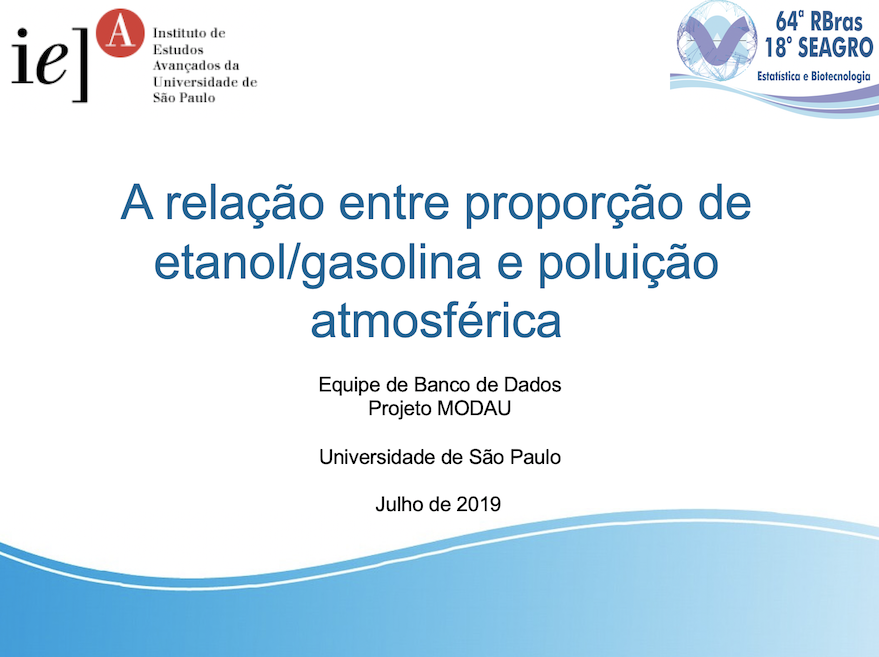 ie]
A
Instituto de
Estudos
Avançados da
Universidade de
São Paulo
64ª RBras
18º SEAGRO
Estatística e Biotecnologia
A relação entre proporção de
etanol/gasolina e poluição
atmosférica
Equipe de Banco de Dados
Projeto MODAU
Universidade de São Paulo
Julho de 2019